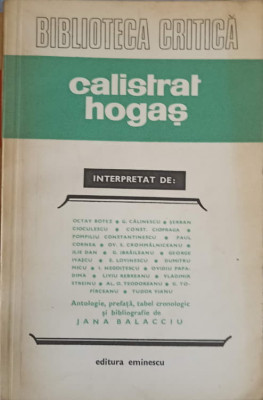 BIBLIOTECA CRITICĂ
calistrat
hogaș
INTERPRETAT DE:
OCTAV BOTEZ ◊ G. CĂLINESCU ◊ ȘERBAN
CIOCULESCU ◊ CONST. CIOPRAGA ◊
POMPILIU CONSTANTINESCU ◊ PAUL
CORNEA ◊ OV. S. CROHMĂLNICEANU ◊
ILIE DAN ◊ G. IBRĂILEANU ◊ GEORGE
IVAȘCU ◊ E. LOVINESCU ◊ DUMITRU
MICU ◊ I. NEGOIȚESCU ◊ OVIDIU PAPA-
DIMA ◊ LIVIU REBREANU ◊ VLADIMIR
STREINU ◊ AL. O. TEODOREANU ◊ G. TO-
PÎRCEANU ◊ TUDOR VIANU
Antologie, prefață, tabel cronologic
și bibliografie de
JANA BALACCIU
editura eminescu